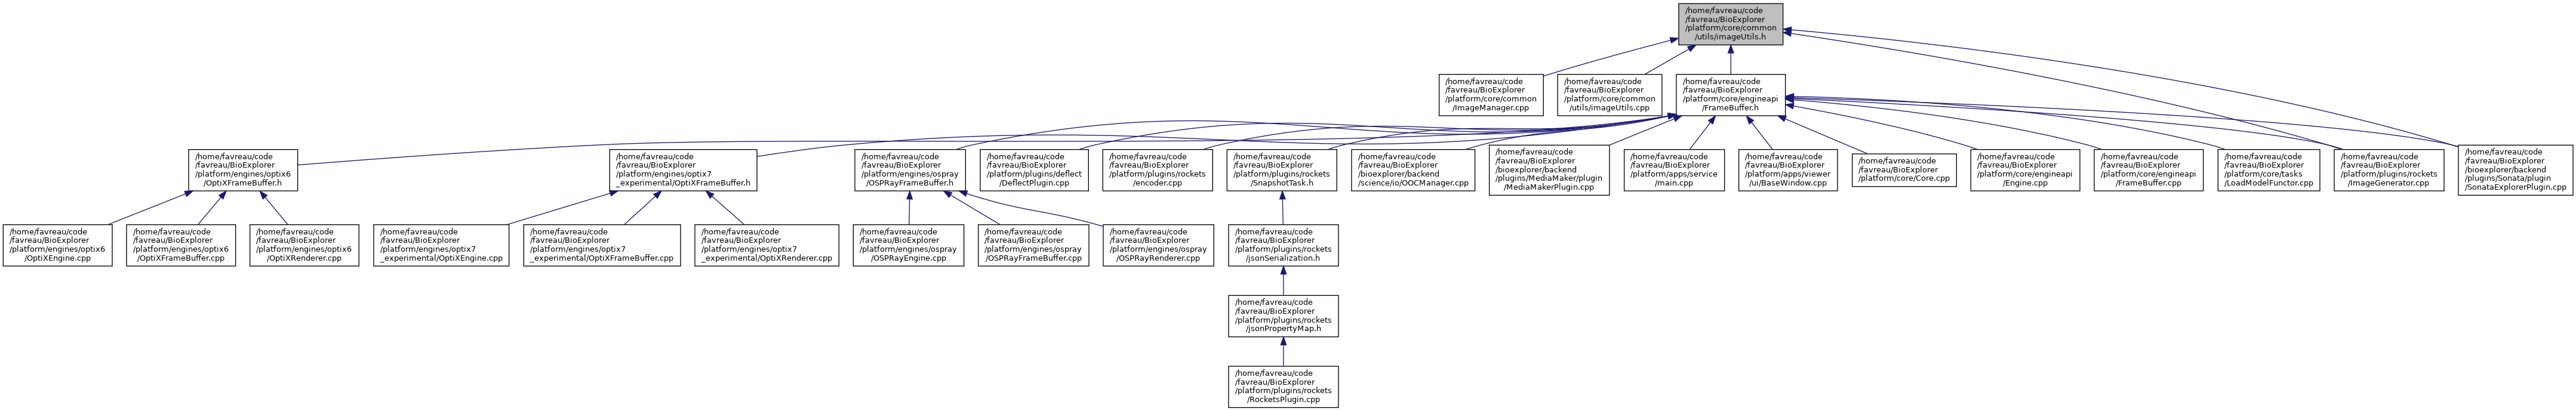 /home/favreau/code
/favreau/BioExplorer
/platform/core/common
/utils/imageUtils.h
/home/favreau/code
/favreau/BioExplorer
/platform/core/common
/ImageManager.cpp
/home/favreau/code
/favreau/BioExplorer
/platform/core/common
/utils/imageUtils.cpp
/home/favreau/code
/favreau/BioExplorer
/platform/core/engineapi
/FrameBuffer.h
/home/favreau/code
/favreau/BioExplorer
/platform/engines/optix6
/OptiXFrameBuffer.h
/home/favreau/code
/favreau/BioExplorer
/platform/engines/optix7
_experimental/OptiXFrameBuffer.h
/home/favreau/code
/favreau/BioExplorer
/platform/engines/ospray
/OSPRayFrameBuffer.h
/home/favreau/code
/favreau/BioExplorer
/platform/plugins/deflect
/DeflectPlugin.cpp
/home/favreau/code
/favreau/BioExplorer
/platform/plugins/rockets
/encoder.cpp
/home/favreau/code
/favreau/BioExplorer
/platform/plugins/rockets
/SnapshotTask.h
/home/favreau/code
/favreau/BioExplorer
/bioexplorer/backend
/science/io/OOCManager.cpp
/home/favreau/code
/favreau/BioExplorer
/bioexplorer/backend
/plugins/MediaMaker/plugin
/MediaMakerPlugin.cpp
/home/favreau/code
/favreau/BioExplorer
/platform/apps/service
/main.cpp
/home/favreau/code
/favreau/BioExplorer
/platform/apps/viewer
/ui/BaseWindow.cpp
/home/favreau/code
/favreau/BioExplorer
/platform/core/Core.cpp
/home/favreau/code
/favreau/BioExplorer
/platform/core/engineapi
/Engine.cpp
/home/favreau/code
/favreau/BioExplorer
/platform/core/engineapi
/FrameBuffer.cpp
/home/favreau/code
/favreau/BioExplorer
/platform/core/tasks
/LoadModelFunctor.cpp
/home/favreau/code
/favreau/BioExplorer
/platform/plugins/rockets
/ImageGenerator.cpp
/home/favreau/code
/favreau/BioExplorer
/bioexplorer/backend
/plugins/Sonata/plugin
/SonataExplorerPlugin.cpp
/home/favreau/code
/favreau/BioExplorer
/platform/engines/optix6
/OptiXEngine.cpp
/home/favreau/code
/favreau/BioExplorer
/platform/engines/optix6
/OptiXFrameBuffer.cpp
/home/favreau/code
/favreau/BioExplorer
/platform/engines/optix6
/OptiXRenderer.cpp
/home/favreau/code
/favreau/BioExplorer
/platform/engines/optix7
_experimental/OptiXEngine.cpp
/home/favreau/code
/favreau/BioExplorer
/platform/engines/optix7
_experimental/OptiXFrameBuffer.cpp
/home/favreau/code
/favreau/BioExplorer
/platform/engines/optix7
_experimental/OptiXRenderer.cpp
/home/favreau/code
/favreau/BioExplorer
/platform/engines/ospray
/OSPRayEngine.cpp
/home/favreau/code
/favreau/BioExplorer
/platform/engines/ospray
/OSPRayFrameBuffer.cpp
/home/favreau/code
/favreau/BioExplorer
/platform/engines/ospray
/OSPRayRenderer.cpp
/home/favreau/code
/favreau/BioExplorer
/platform/plugins/rockets
/jsonSerialization.h
/home/favreau/code
/favreau/BioExplorer
/platform/plugins/rockets
/jsonPropertyMap.h
/home/favreau/code
/favreau/BioExplorer
/platform/plugins/rockets
/RocketsPlugin.cpp